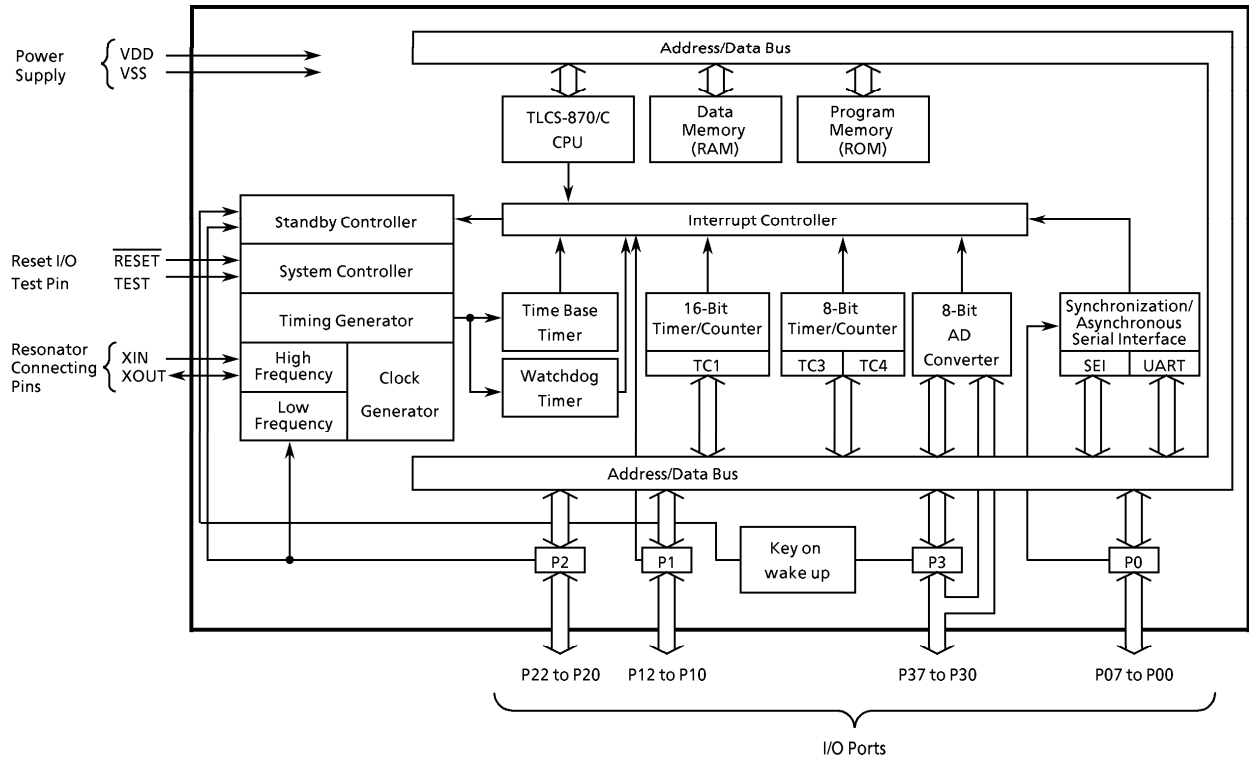 Power
Supply
VDD
VSS
Address/Data Bus
TLCS-870/C
CPU
Data
Memory
(RAM)
Program
Memory
(ROM)
Standby Controller
Interrupt Controller
Reset I/O
RESET
Test Pin
TEST
System Controller
Timing Generator
Time Base
Timer
16-Bit
Timer/Counter
TC1
8-Bit
Timer/Counter
TC3
TC4
8-Bit
AD
Converter
Synchronization/
Asynchronous
Serial Interface
SEI
UART
Resonator
Connecting
Pins
XIN
XOUT
High
Frequency
Clock
Generator
Low
Frequency
Watchdog
Timer
Address/Data Bus
P2
P1
Key on
wake up
P3
P0
P22 to P20
P12 to P10
P37 to P30
P07 to P00
I/O Ports